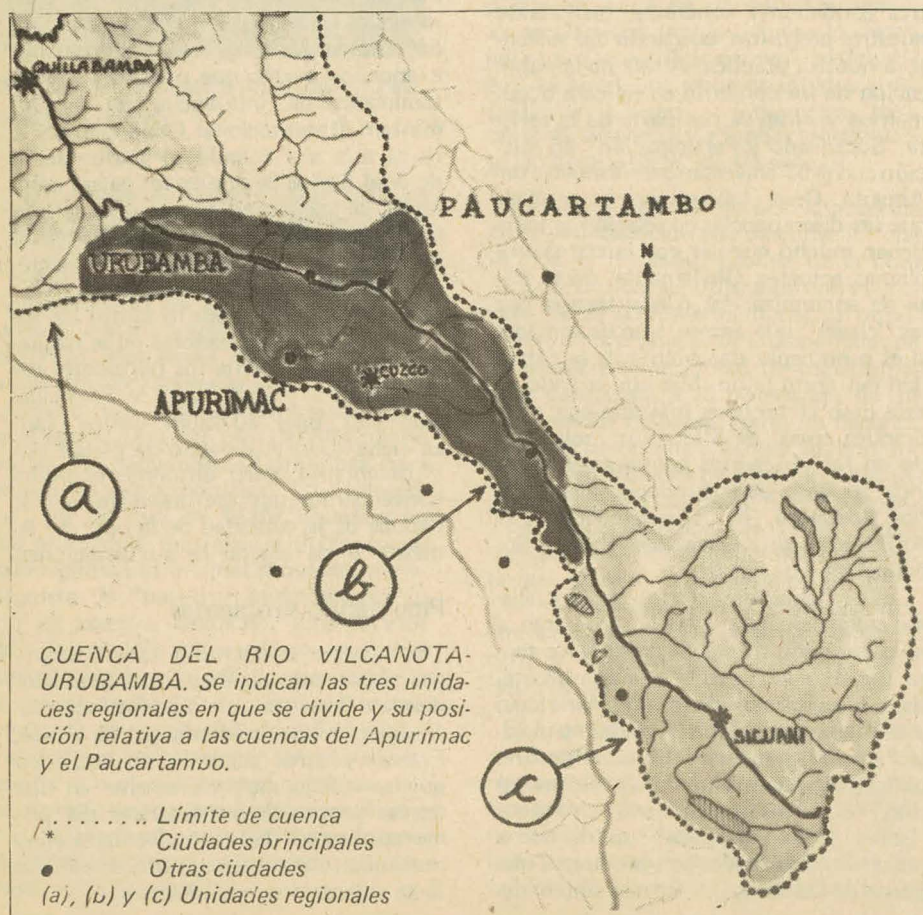 QUILLABAMBA
PAUCARTAMBO
N
URUBAMBA
CUZCO
APURIMAC
a
b
CUENCA DEL RIO VILCANOTA-
URUBAMBA. Se indican las tres unida-
des regionales en que se divide y su posi-
ción relativa a las cuencas del Apurímac
y el Paucartambo.
c
SICUANI
......... Límite de cuenca
* Ciudades principales
● Otras ciudades
(a), (b) y (c) Unidades regionales